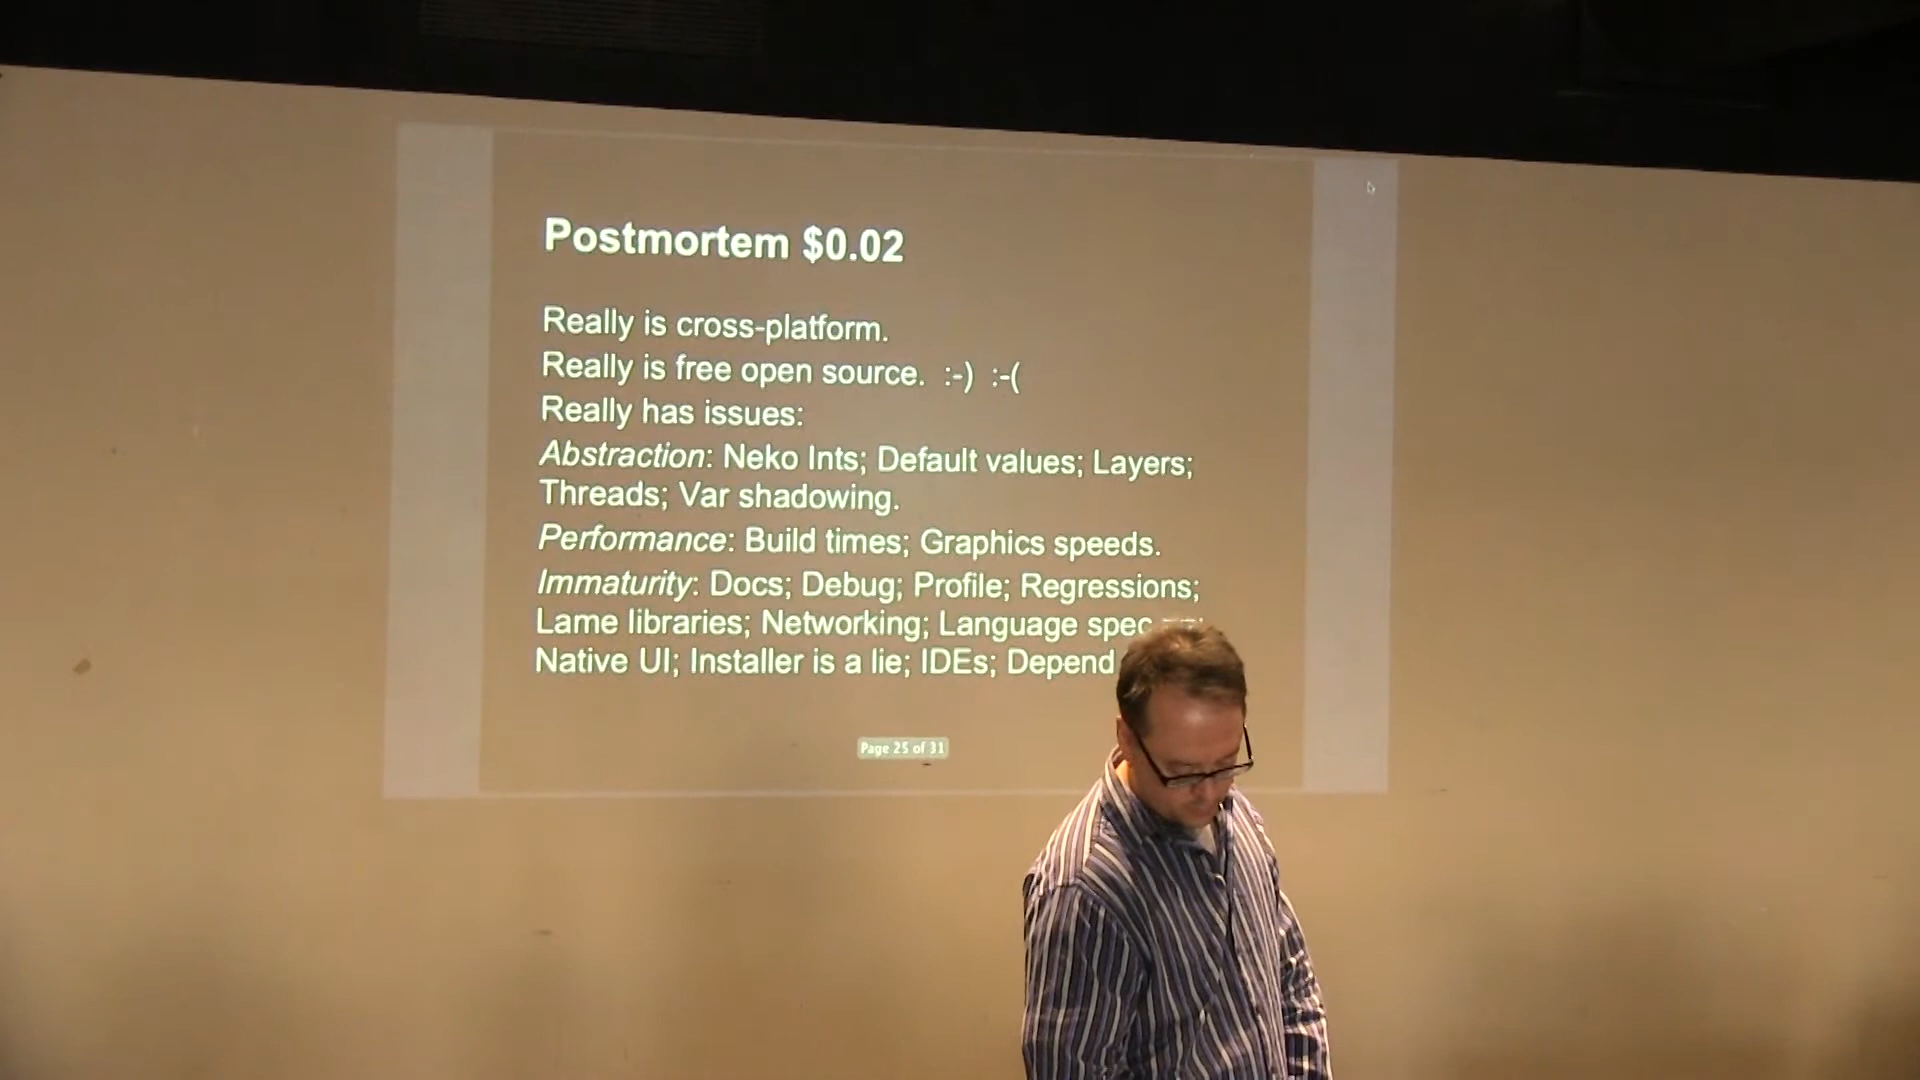 Postmortem $0.02
Really is cross-platform.
Really is free open source. :-) :-(
Really has issues:
Abstraction: Neko Ints; Default values; Layers;
Threads; Var shadowing.
Performance: Build times; Graphics speeds.
Immaturity: Docs; Debug; Profile; Regressions;
Lame libraries; Networking; Language spec
Native UI; Installer is a lie; IDEs; Depend
Page 25 of 31